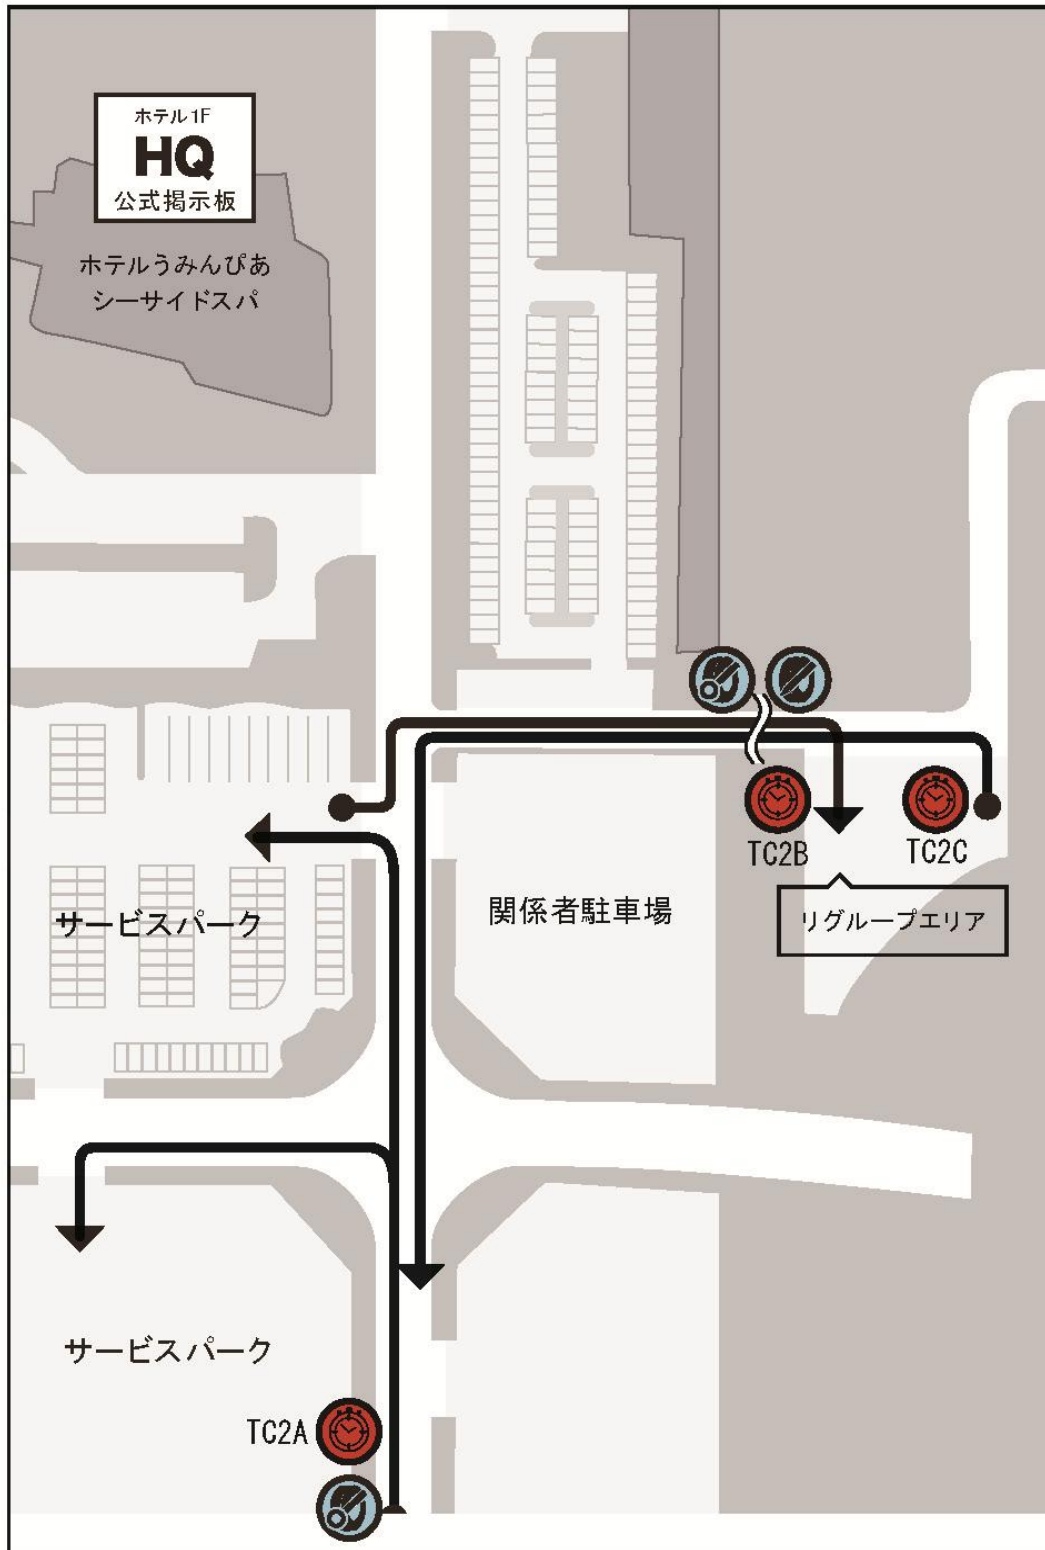 ホテル1F
HQ
公式掲示板
ホテルうみんぴあ
シーサイドスパ
TC2B
TC2C
サービスパーク
関係者駐車場
リグループエリア
サービスパーク
TC2A